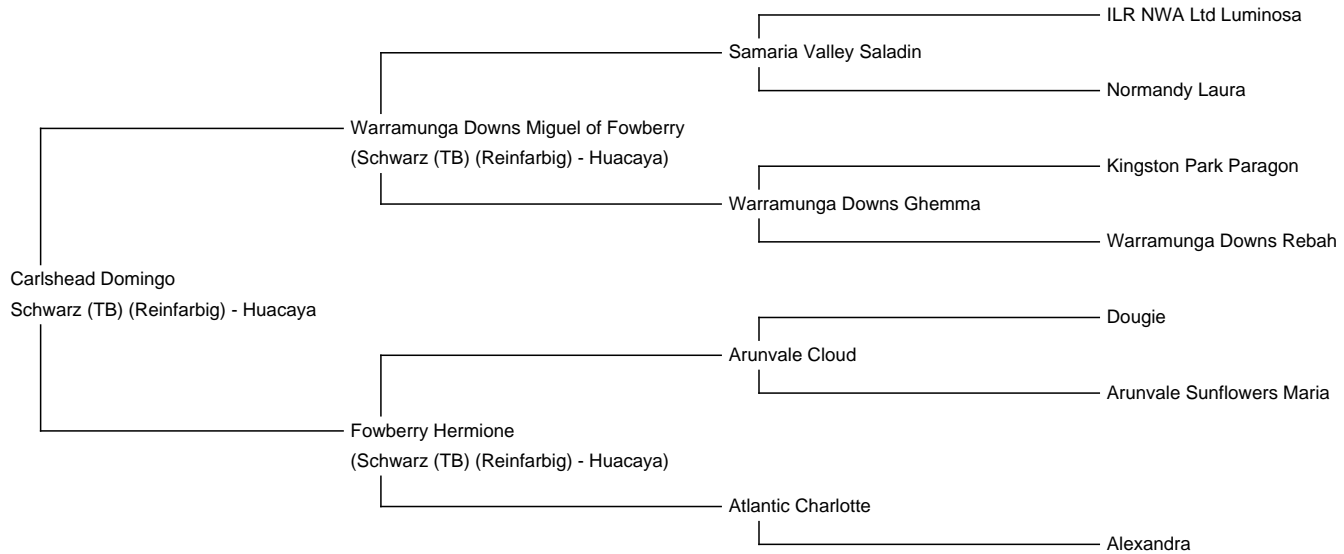 ILR NWA Ltd Luminosa
Samaria Valley Saladin
Normandy Laura
Warramunga Downs Miguel of Fowberry
(Schwarz (TB) (Reinfarbig) - Huacaya)
Kingston Park Paragon
Warramunga Downs Ghemma
Warramunga Downs Rebah
Carlshead Domingo
Schwarz (TB) (Reinfarbig) - Huacaya
Dougie
Arunvale Cloud
Arunvale Sunflowers Maria
Fowberry Hermione
(Schwarz (TB) (Reinfarbig) - Huacaya)
Atlantic Charlotte
Alexandra